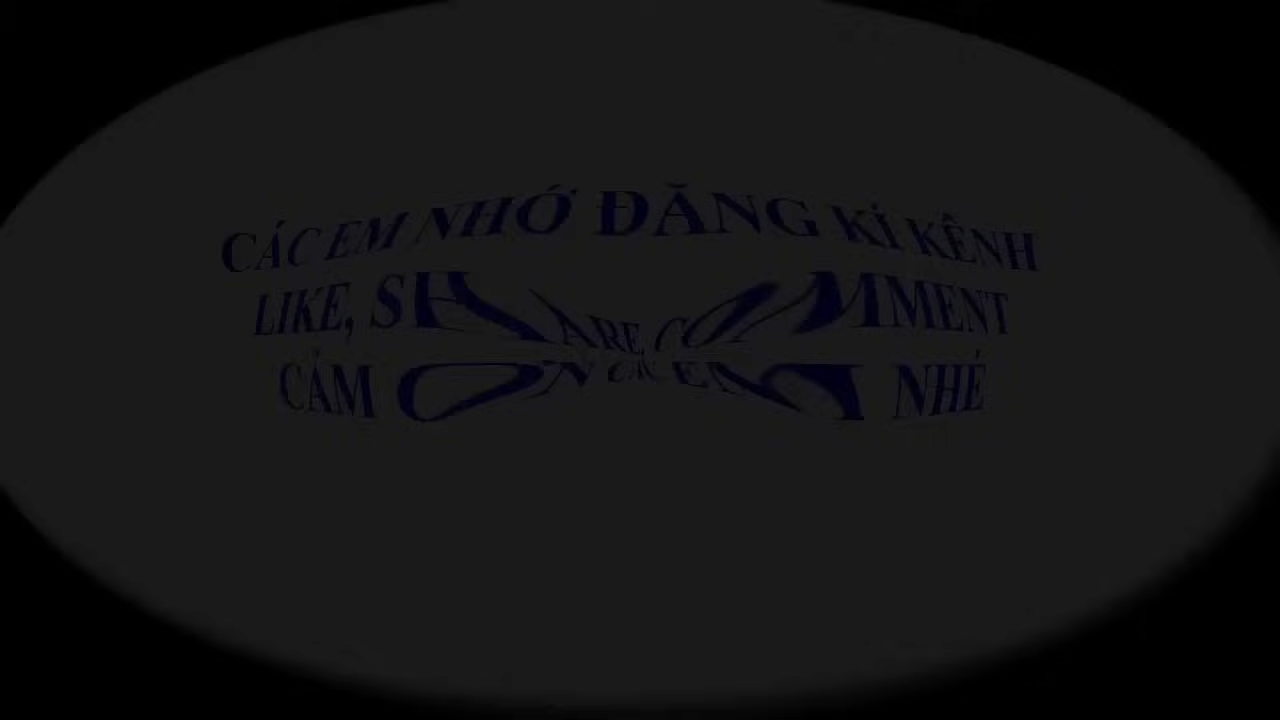 CÁC EM NHỚ ĐĂNG KÍ KÊNH
LIKE, SHARE, COMMENT
CẢM ƠN CÁC EM NHÉ